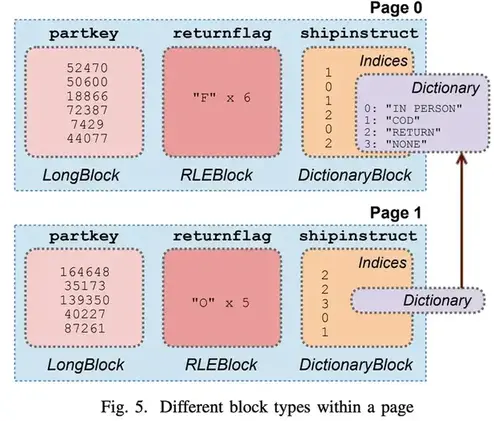 Page 0
partkey returnflag shipinstruct
52470
50600
18866
72387
7429
44077
"F" x 6
Indices
1
0
1
2
0
2
Dictionary
0: "IN PERSON"
1: "COD"
2: "RETURN"
3: "NONE"
LongBlock RLEBlock DictionaryBlock
Page 1
partkey returnflag shipinstruct
164648
35173
139350
40227
87261
"O" x 5
Indices
2
2
3
0
1
Dictionary
LongBlock RLEBlock DictionaryBlock
Fig. 5. Different block types within a page